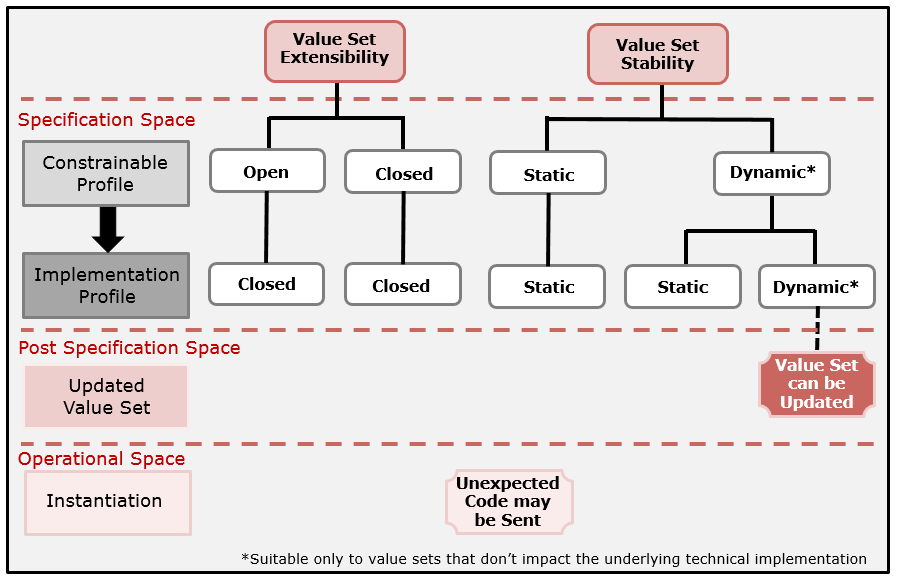 Value Set
Extensibility
Value Set
Stability
Specification Space
Constrainable
Profile
Open
Closed
Static
Dynamic*
Implementation
Profile
Closed
Closed
Static
Static
Dynamic*
Post Specification Space
Updated
Value Set
Value Set
can be
Updated
Operational Space
Instantiation
Unexpected
Code may
be Sent
*Suitable only to value sets that don’t impact the underlying technical implementation